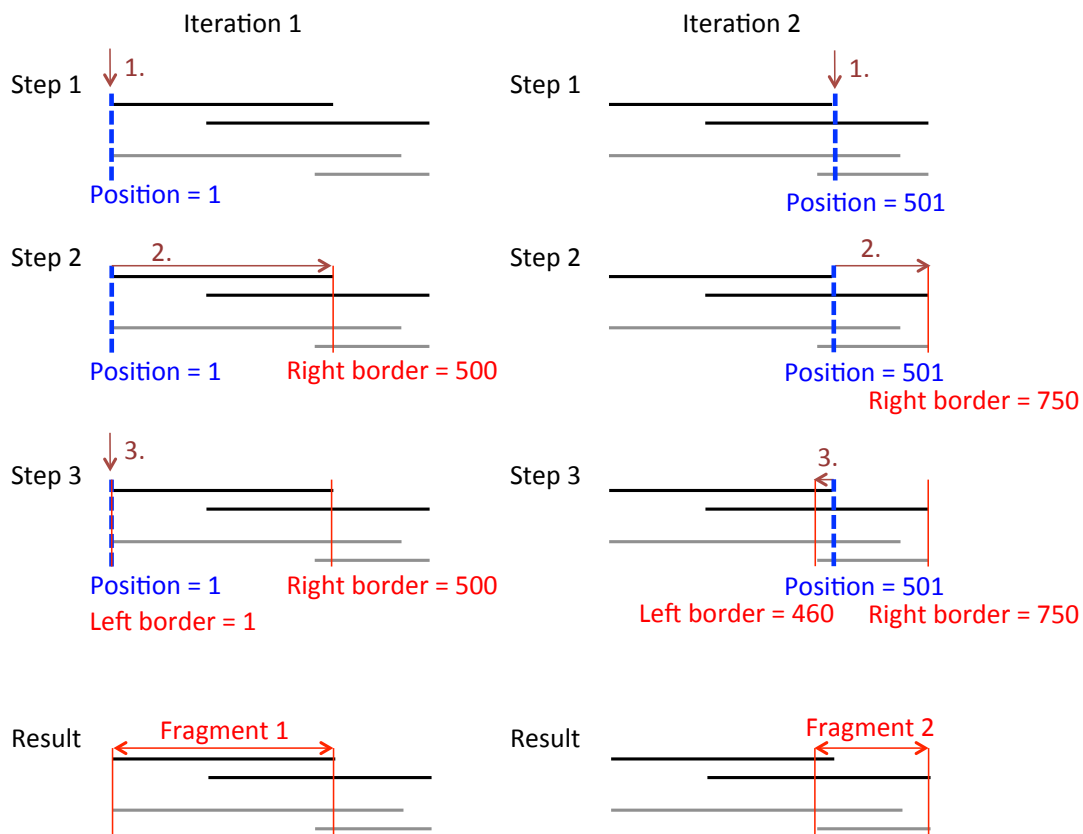 Iteration 1
Iteration 2
1.
1.
Step 1
Step 1
Position = 1
Position = 501
Step 2
2.
Step 2
2.
Position = 1
Right border = 500
Position = 501
Right border = 750
3.
3.
Step 3
Step 3
Position = 1
Right border = 500
Position = 501
Left border = 1
Left border = 460
Right border = 750
Fragment 1
Fragment 2
Result
Result